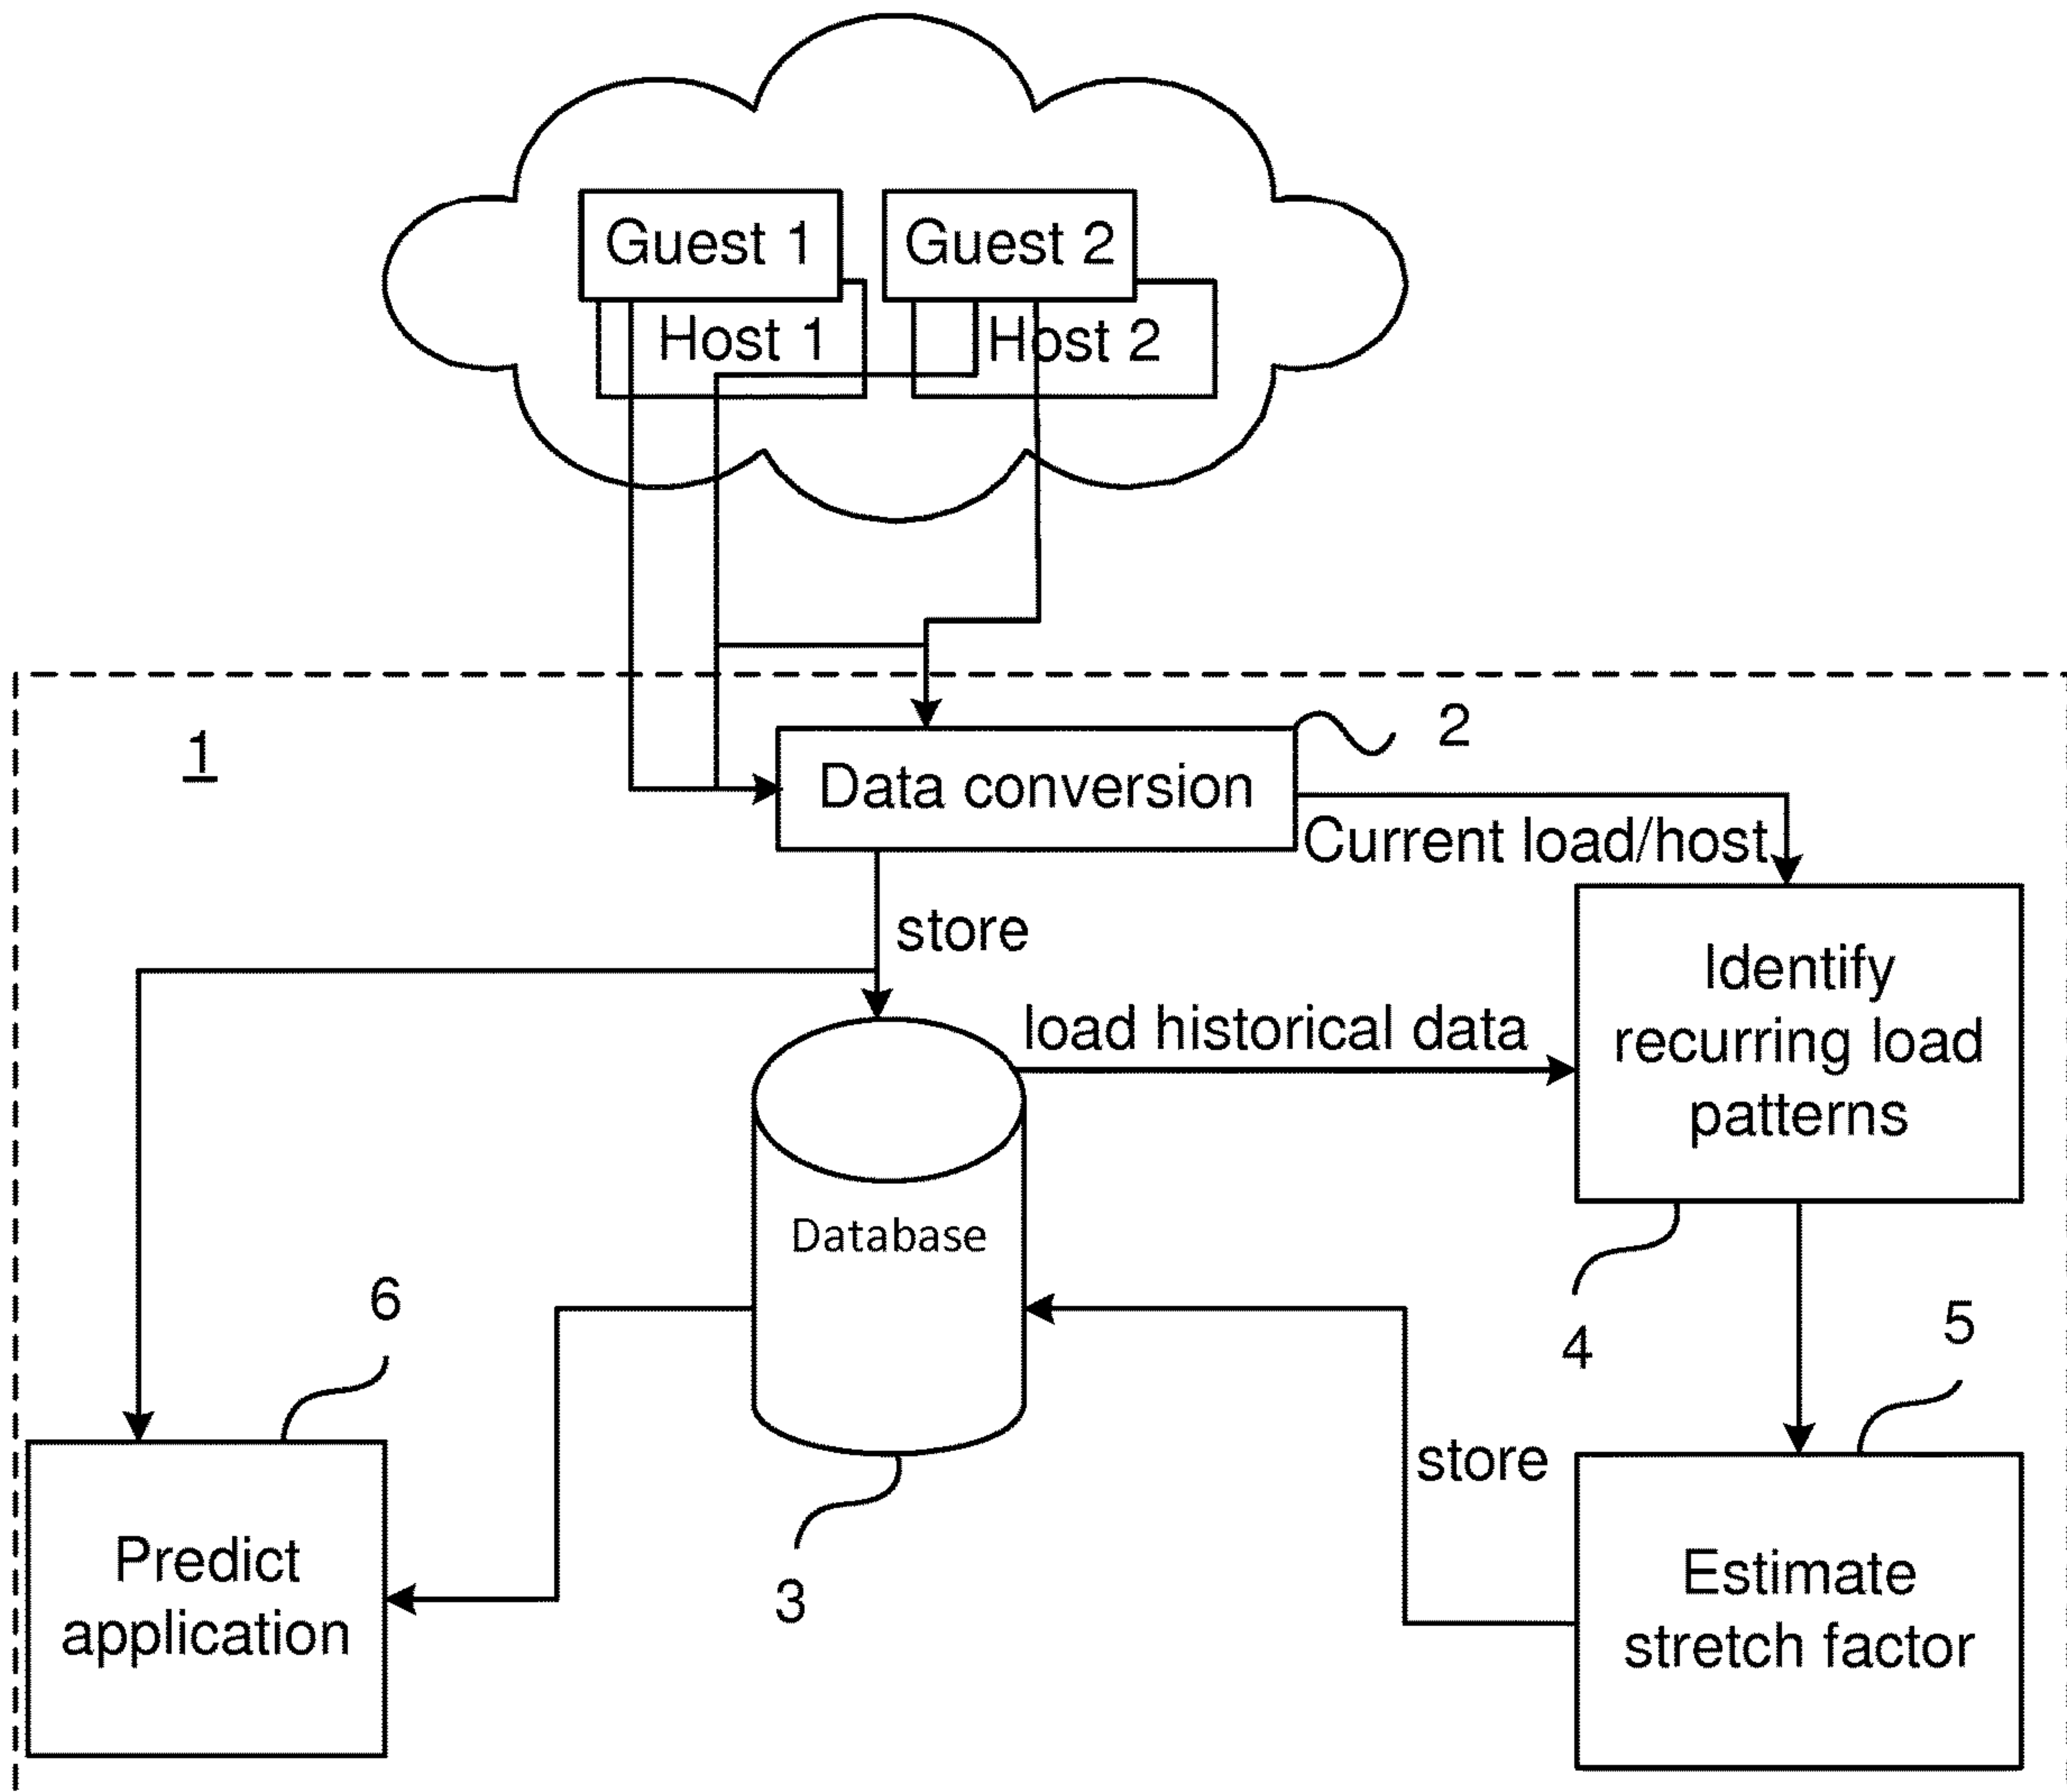 Guest 1
Guest 2
Host 1
Host 2
1
2
Data conversion
Current load/host
store
Identify
recurring load
patterns
load historical data
Database
6
4
5
store
Predict
application
3
Estimate
stretch factor